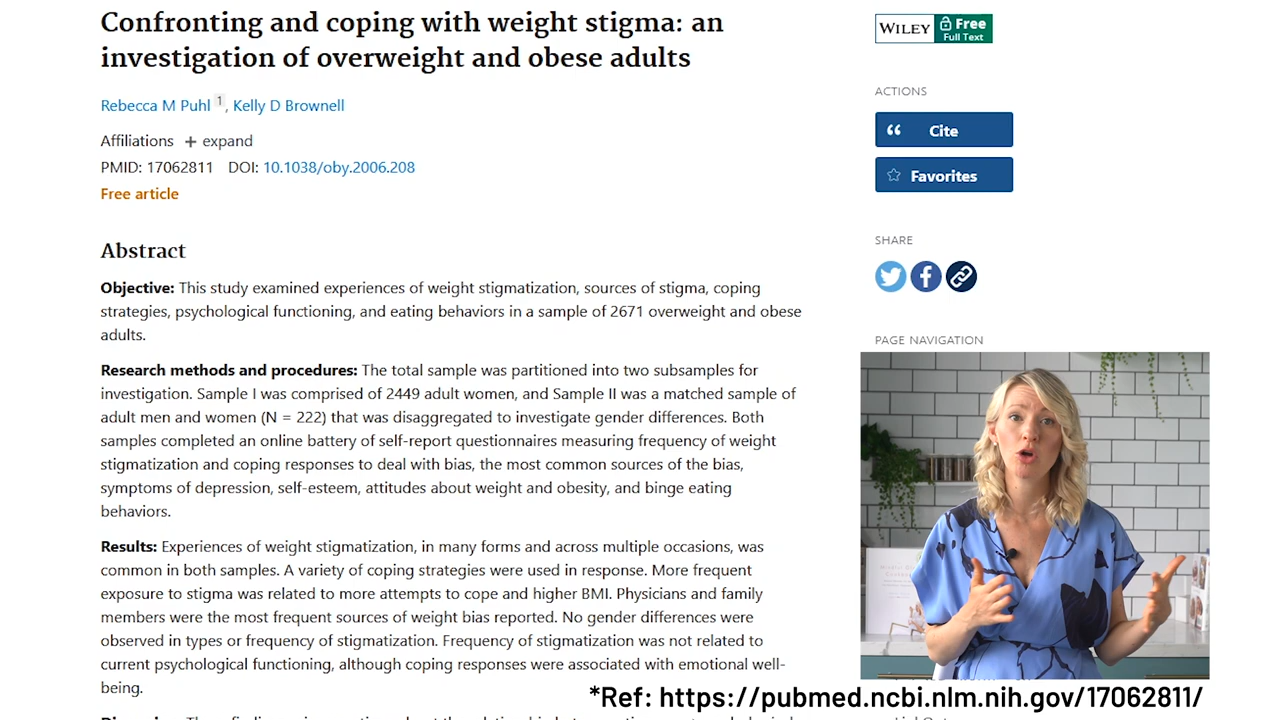 Confronting and coping with weight stigma: an
investigation of overweight and obese adults
Rebecca M Puhl 1, Kelly D Brownell
Affiliations + expand
PMID: 17062811 DOI: 10.1038/oby.2006.208
Free article
Abstract
Objective: This study examined experiences of weight stigmatization, sources of stigma, coping
strategies, psychological functioning, and eating behaviors in a sample of 2671 overweight and obese
adults.
Research methods and procedures: The total sample was partitioned into two subsamples for
investigation. Sample I was comprised of 2449 adult women, and Sample II was a matched sample of
adult men and women (N = 222) that was disaggregated to investigate gender differences. Both
samples completed an online battery of self-report questionnaires measuring frequency of weight
stigmatization and coping responses to deal with bias, the most common sources of the bias,
symptoms of depression, self-esteem, attitudes about weight and obesity, and binge eating
behaviors.
Results: Experiences of weight stigmatization, in many forms and across multiple occasions, was
common in both samples. A variety of coping strategies were used in response. More frequent
exposure to stigma was related to more attempts to cope and higher BMI. Physicians and family
members were the most frequent sources of weight bias reported. No gender differences were
observed in types or frequency of stigmatization. Frequency of stigmatization was not related to
current psychological functioning, although coping responses were associated with emotional well-
being.
WILEY Free
Full Text
ACTIONS
Cite
Favorites
SHARE
PAGE NAVIGATION
*Ref: https://pubmed.ncbi.nlm.nih.gov/17062811/